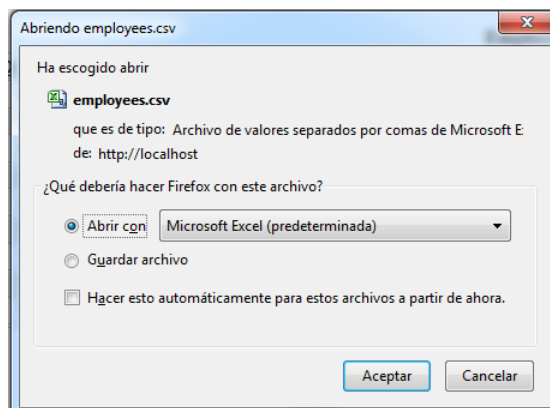 Abriendo employees.csv
Ha escogido abrir
employees.csv
que es de tipo: Archivo de valores separados por comas de Microsoft E
de: http://localhost
¿Qué debería hacer Firefox con este archivo?
Abrir con Microsoft Excel (predeterminada)
Guardar archivo
Hacer esto automáticamente para estos archivos a partir de ahora.
Aceptar Cancelar